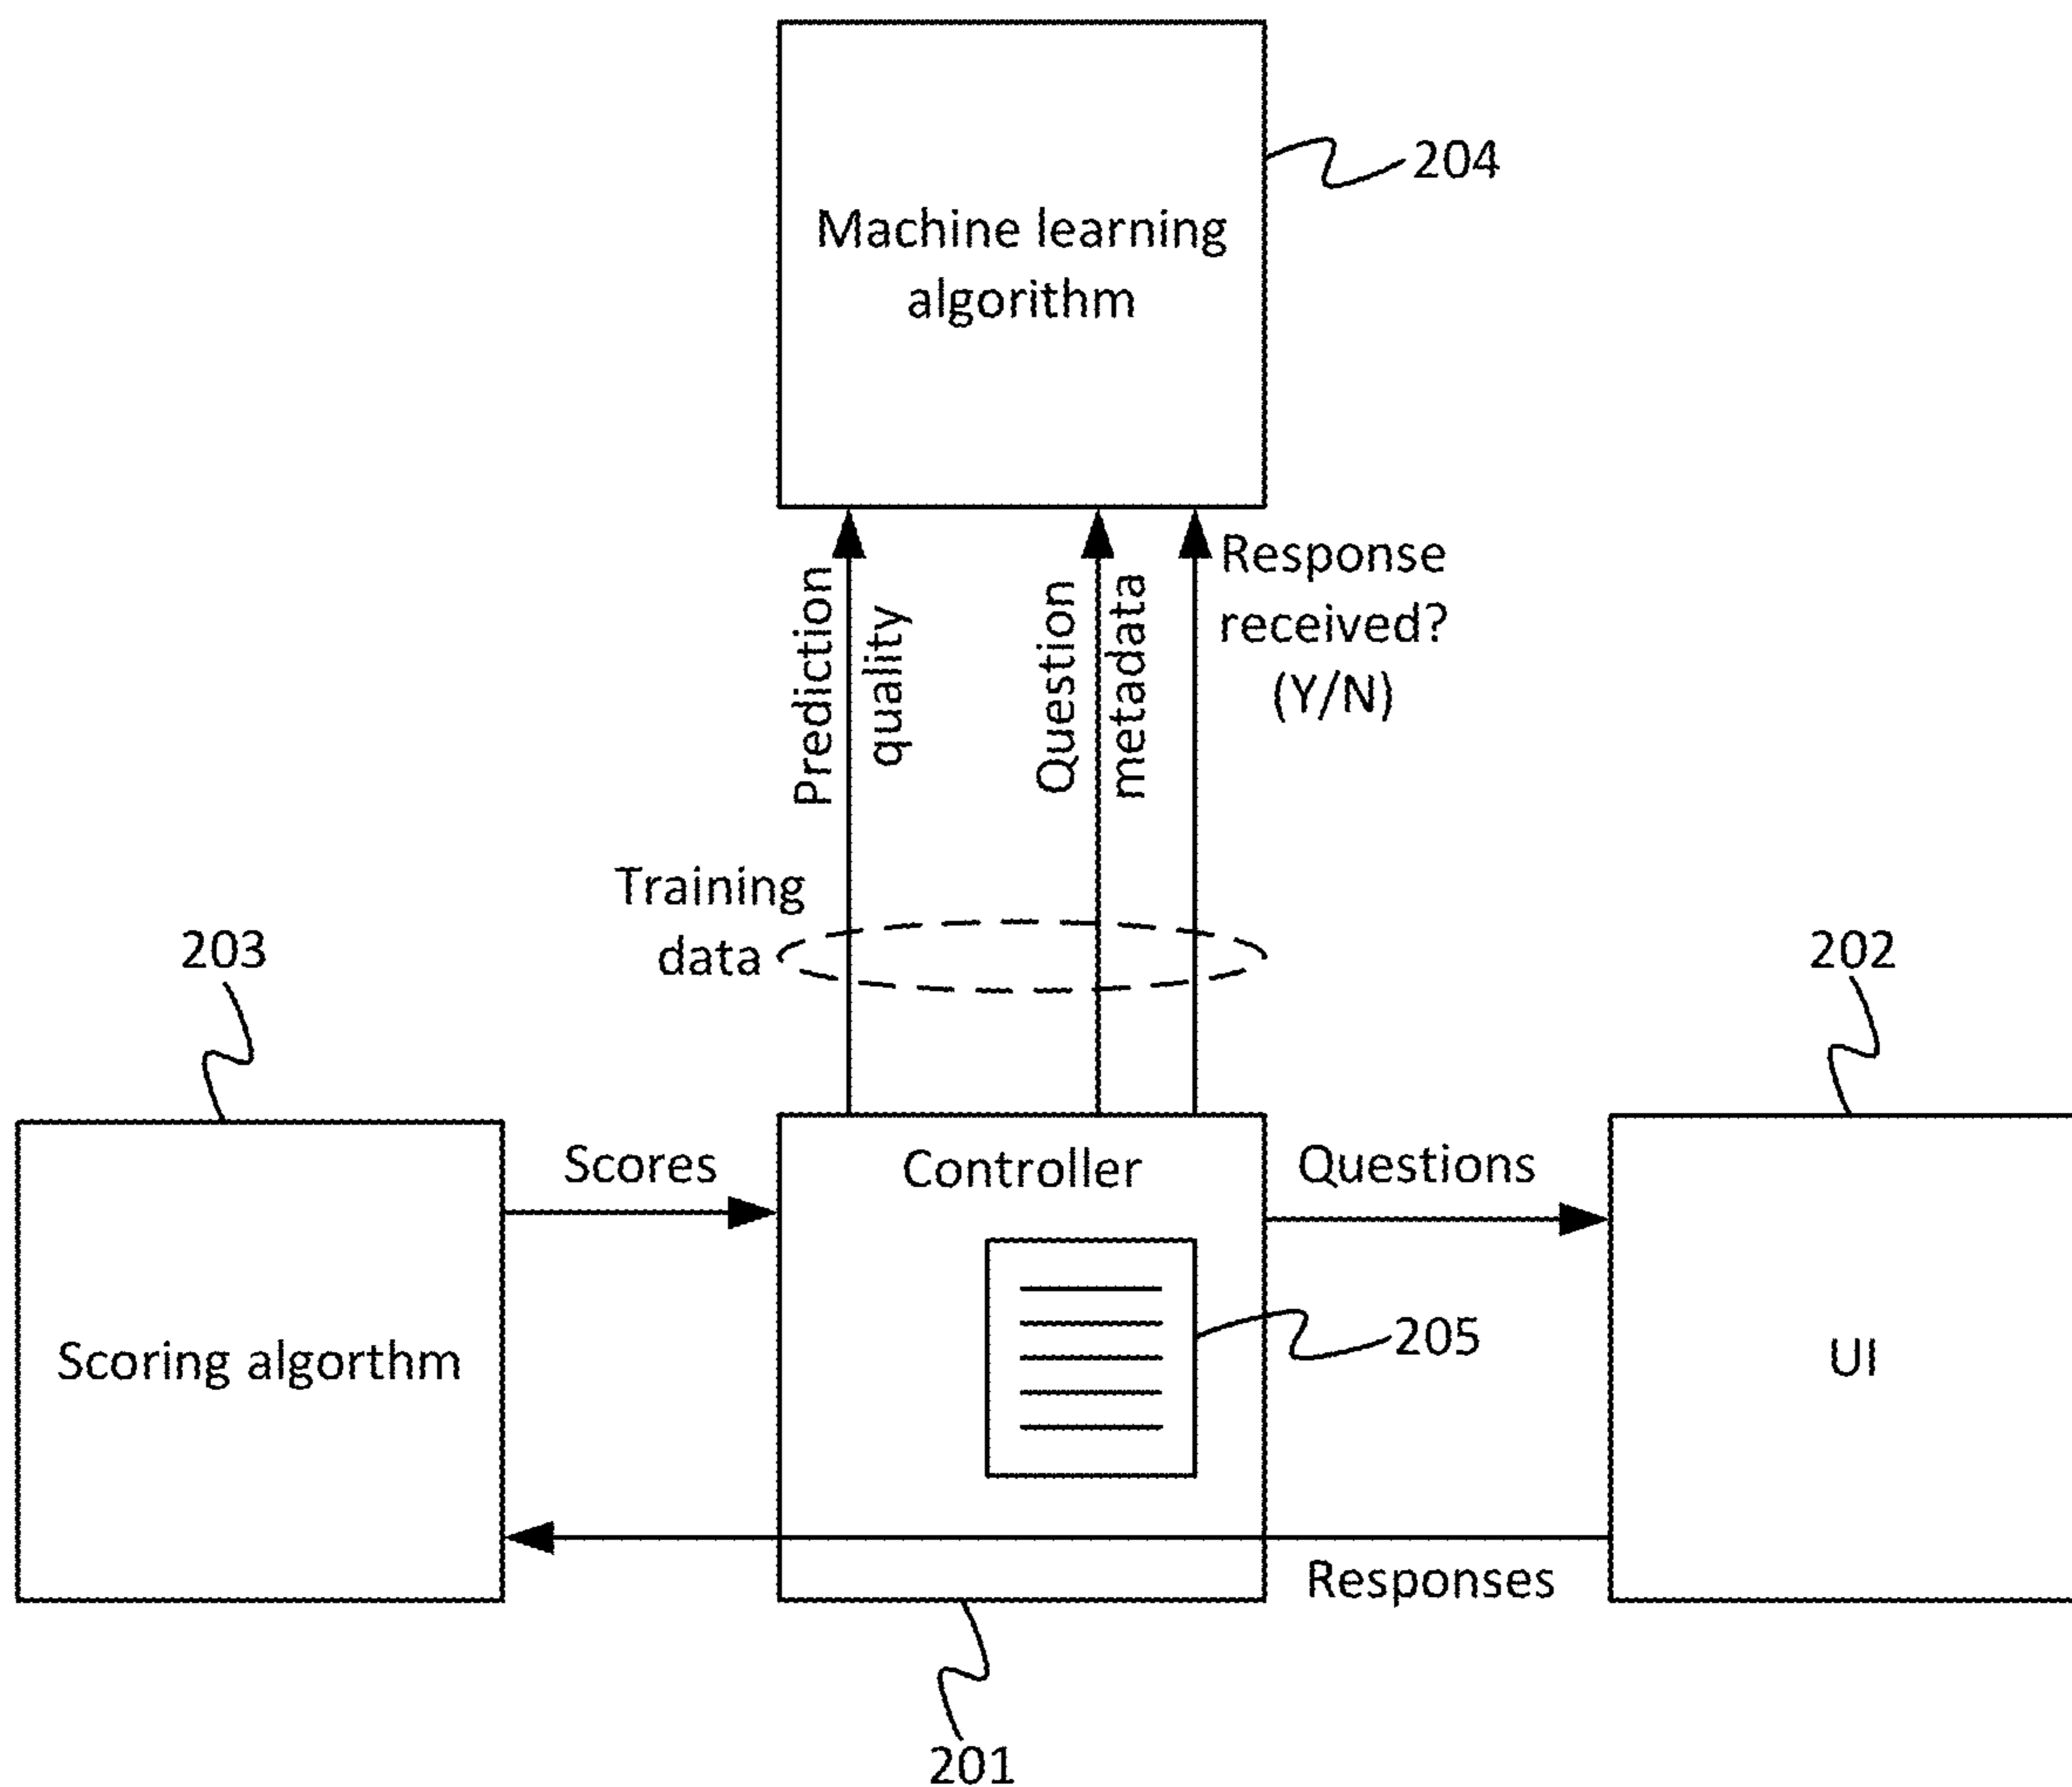 204
Machine learning
algorithm
Prediction
quality
Question
metadata
Response
received?
(Y/N)
Training
data
203
202
Scores
Controller
Questions
Scoring algorthm
205
UI
Responses
201